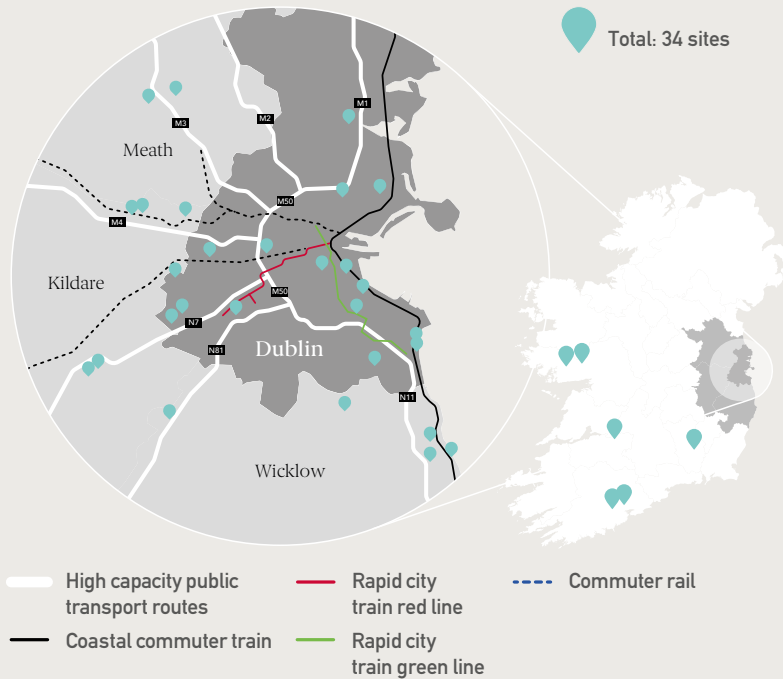 Total: 34 sites
M1
M2
M3
Meath
M50
M4
Kildare
M50
N7
N81
Dublin
N11
Wicklow
High capacity public
transport routes
Rapid city
train red line
Commuter rail
Coastal commuter train
Rapid city
train green line